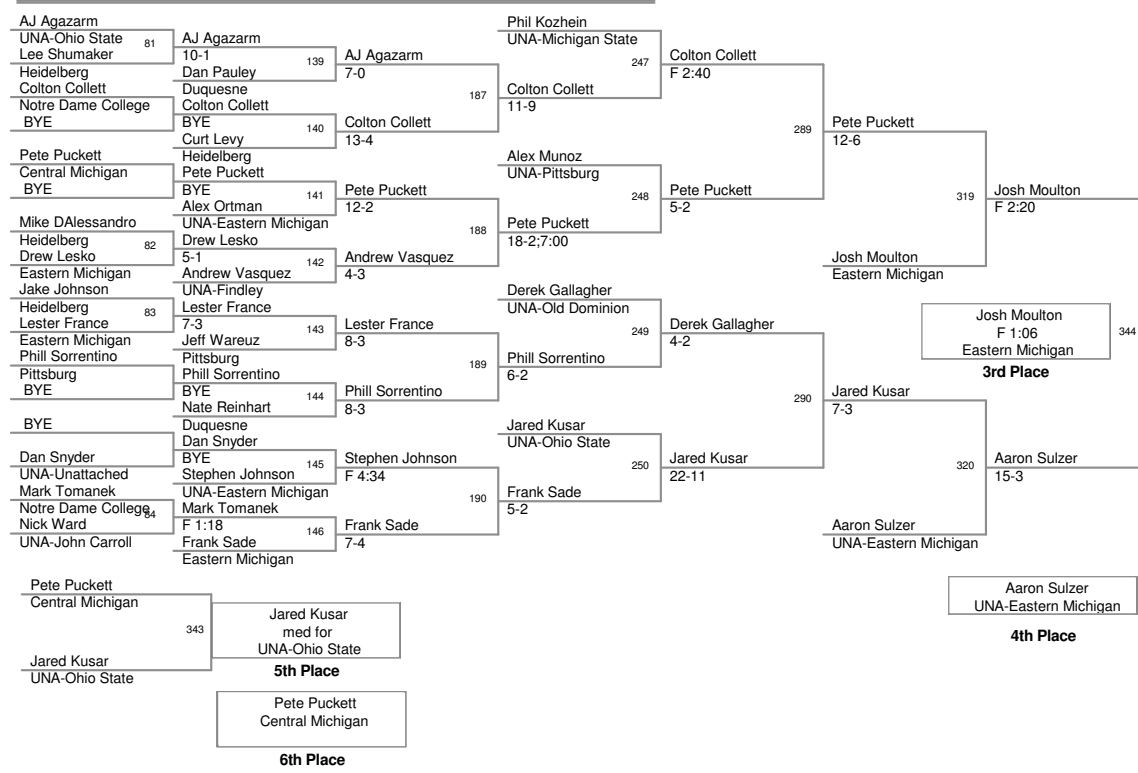 AJ Agazarm
UNA-Ohio State
81
Lee Shumaker
Heidelberg
Colton Collett
Notre Dame College
BYE
Pete Puckett
Central Michigan
BYE
Mike DAlessandro
Heidelberg
82
Drew Lesko
Eastern Michigan
Jake Johnson
Heidelberg
83
Lester France
Eastern Michigan
Phill Sorrentino
Pittsburg
BYE
BYE
Dan Snyder
UNA-Unattached
Mark Tomanek
Notre Dame College
84
Nick Ward
UNA-John Carroll
AJ Agazarm
10-1
139
Dan Pauley
Duquesne
Colton Collett
BYE
140
Curt Levy
Heidelberg
Pete Puckett
BYE
141
Alex Ortman
UNA-Eastern Michigan
Drew Lesko
5-1
142
Andrew Vasquez
UNA-Findley
Lester France
7-3
143
Jeff Wareuz
Pittsburg
Phill Sorrentino
BYE
144
Nate Reinhart
Duquesne
Dan Snyder
BYE
145
Stephen Johnson
UNA-Eastern Michigan
Mark Tomanek
F 1:18
146
Frank Sade
Eastern Michigan
AJ Agazarm
7-0
187
Colton Collett
13-4
Pete Puckett
12-2
188
Andrew Vasquez
4-3
Lester France
8-3
189
Phill Sorrentino
8-3
Stephen Johnson
F 4:34
190
Frank Sade
7-4
Phil Kozhein
UNA-Michigan State
247
Colton Collett
11-9
Alex Munoz
UNA-Pittsburg
248
Pete Puckett
18-2;7:00
Derek Gallagher
UNA-Old Dominion
249
Phill Sorrentino
6-2
Jared Kusar
UNA-Ohio State
250
Frank Sade
5-2
Colton Collett
F 2:40
289
Pete Puckett
5-2
Derek Gallagher
4-2
290
Jared Kusar
22-11
Pete Puckett
12-6
319
Josh Moulton
Eastern Michigan
Jared Kusar
7-3
320
Aaron Sulzer
UNA-Eastern Michigan
Josh Moulton
F 2:20
Josh Moulton
F 1:06
Eastern Michigan
344
3rd Place
Aaron Sulzer
15-3
Aaron Sulzer
UNA-Eastern Michigan
4th Place
Pete Puckett
Central Michigan
343
Jared Kusar
UNA-Ohio State
Jared Kusar
med for
UNA-Ohio State
5th Place
Pete Puckett
Central Michigan
6th Place